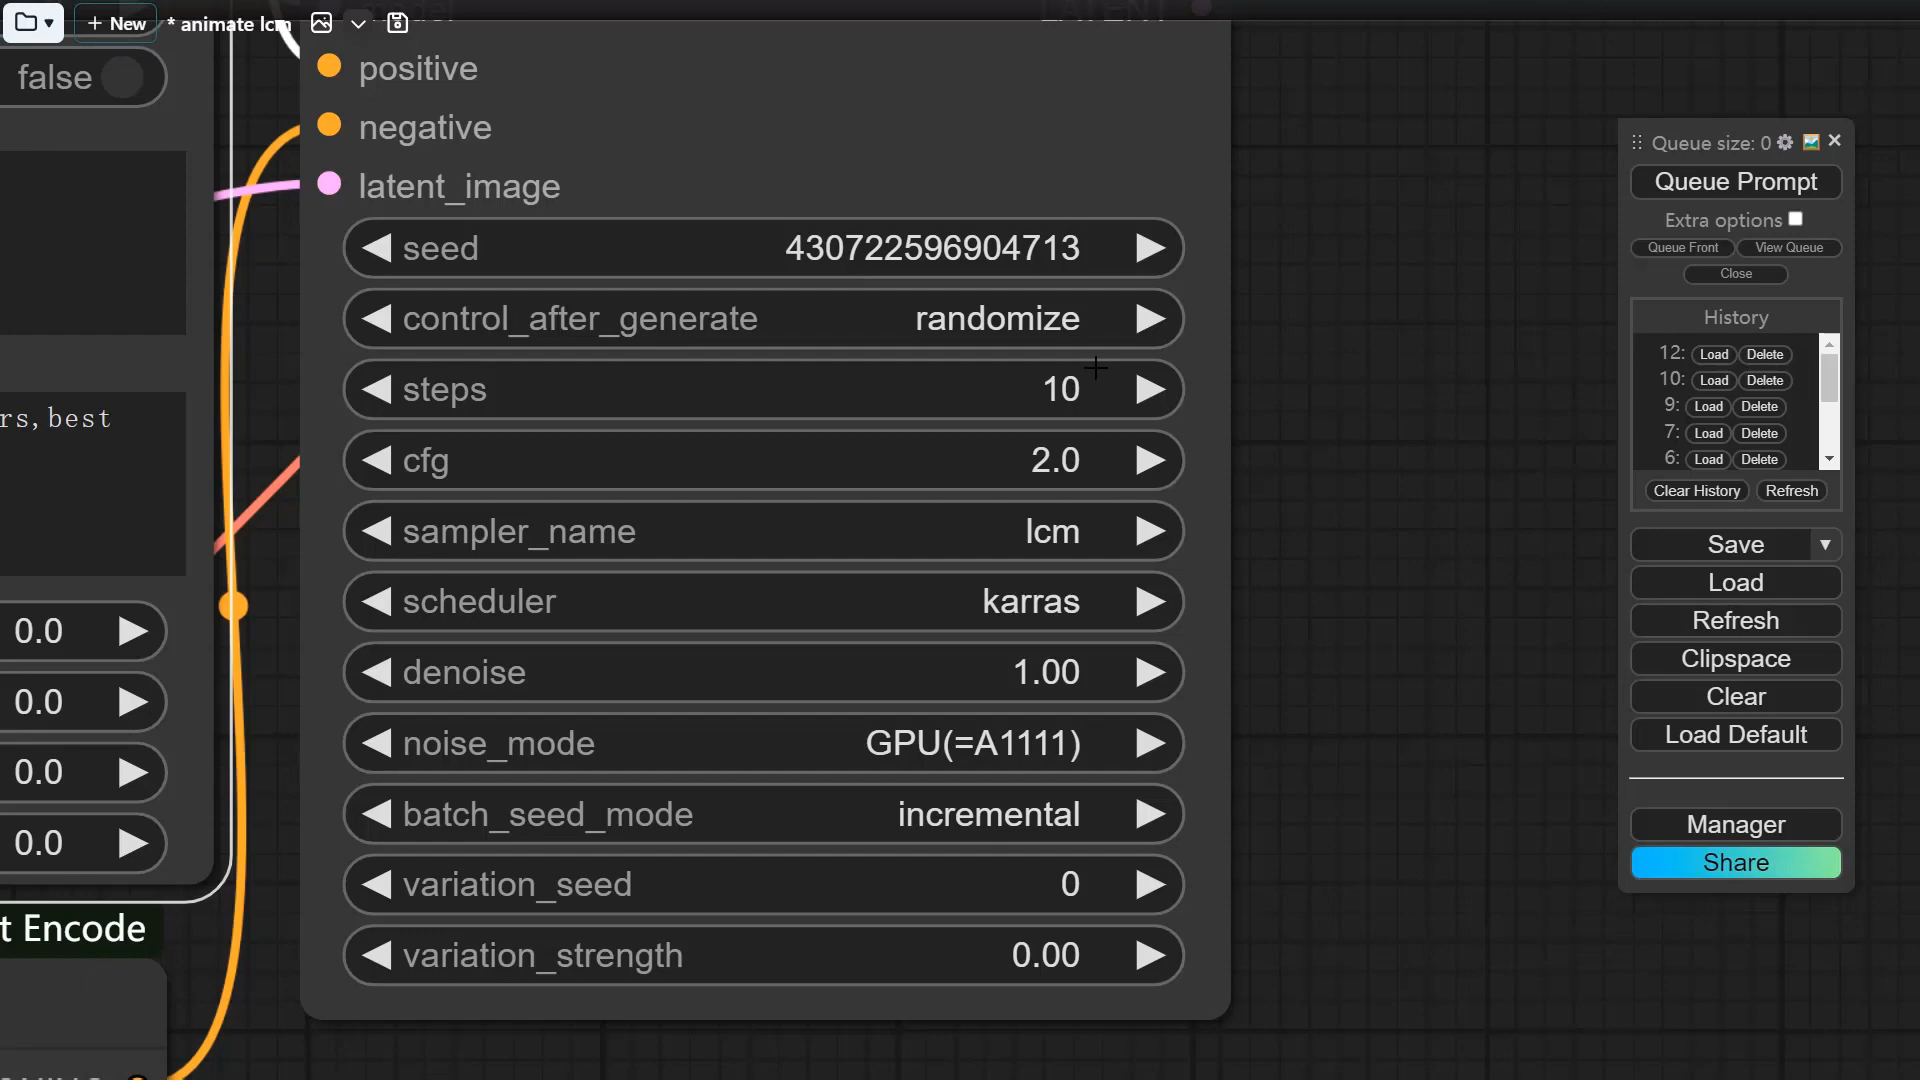 + New * animate lcm
LATENT
false
positive
negative
latent_image
seed 430722596904713
control_after_generate randomize
steps 10
cfg 2.0
sampler_name lcm
scheduler karras
denoise 1.00
noise_mode GPU(=A1111)
batch_seed_mode incremental
variation_seed 0
variation_strength 0.00
rs,best
0.0
0.0
0.0
0.0
t Encode
Queue size: 0
Queue Prompt
Extra options
Queue Front View Queue
Close
History
12: Load Delete
10: Load Delete
9: Load Delete
7: Load Delete
6: Load Delete
Clear History Refresh
Save
Load
Refresh
Clipspace
Clear
Load Default
Manager
Share